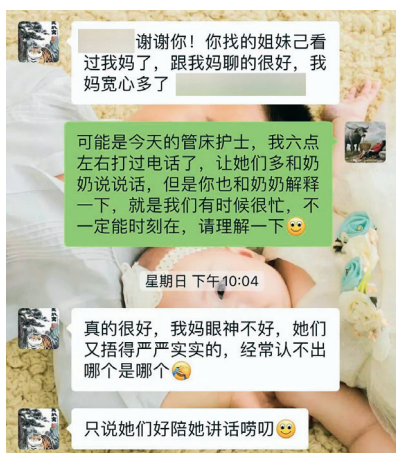 谢谢你！你找的姐妹己看
过我妈了，跟我妈聊的很好，我
妈宽心多了
可能是今天的管床护士，我六点
左右打过电话了，让她们多和奶
奶说说话，但是你也和奶奶解释
一下，就是我们有时候很忙，不
一定能时刻在，请理解一下
星期日 下午10:04
真的很好，我妈眼神不好，她们
又捂得严严实实的，经常认不出
哪个是哪个
只说她们好陪她讲话唠叨